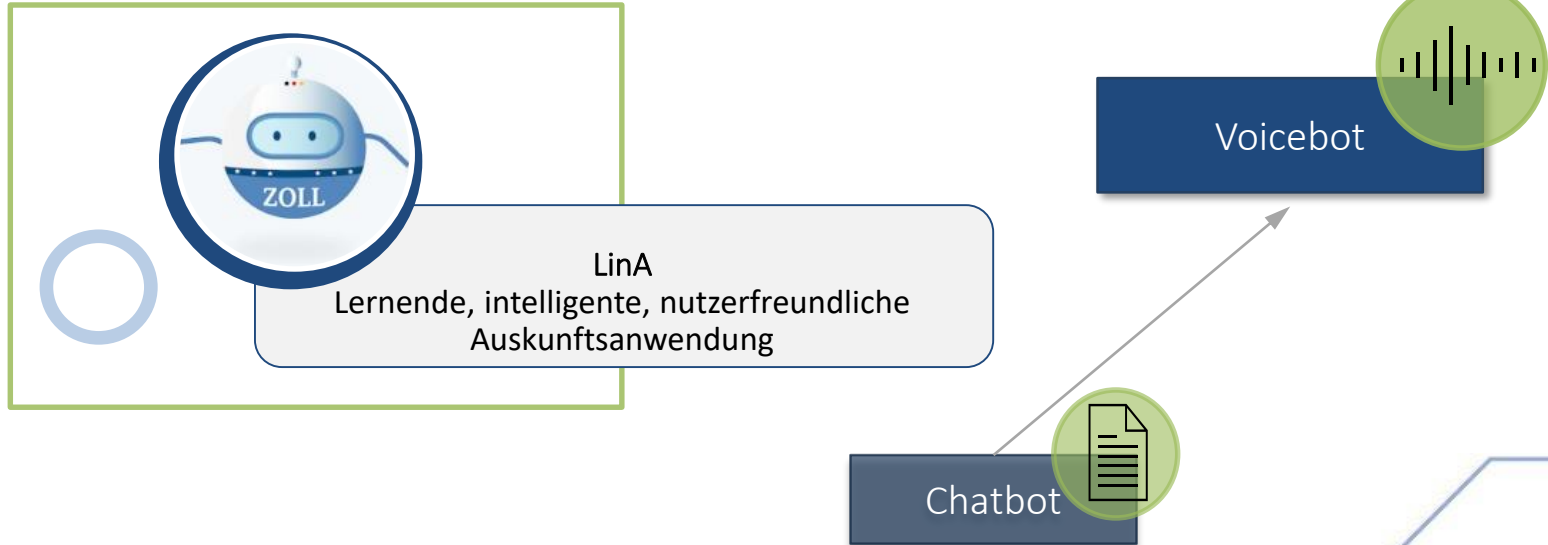 ZOLL
LinA
Lernende, intelligente, nutzerfreundliche
Auskunftsanwendung
Voicebot
Chatbot